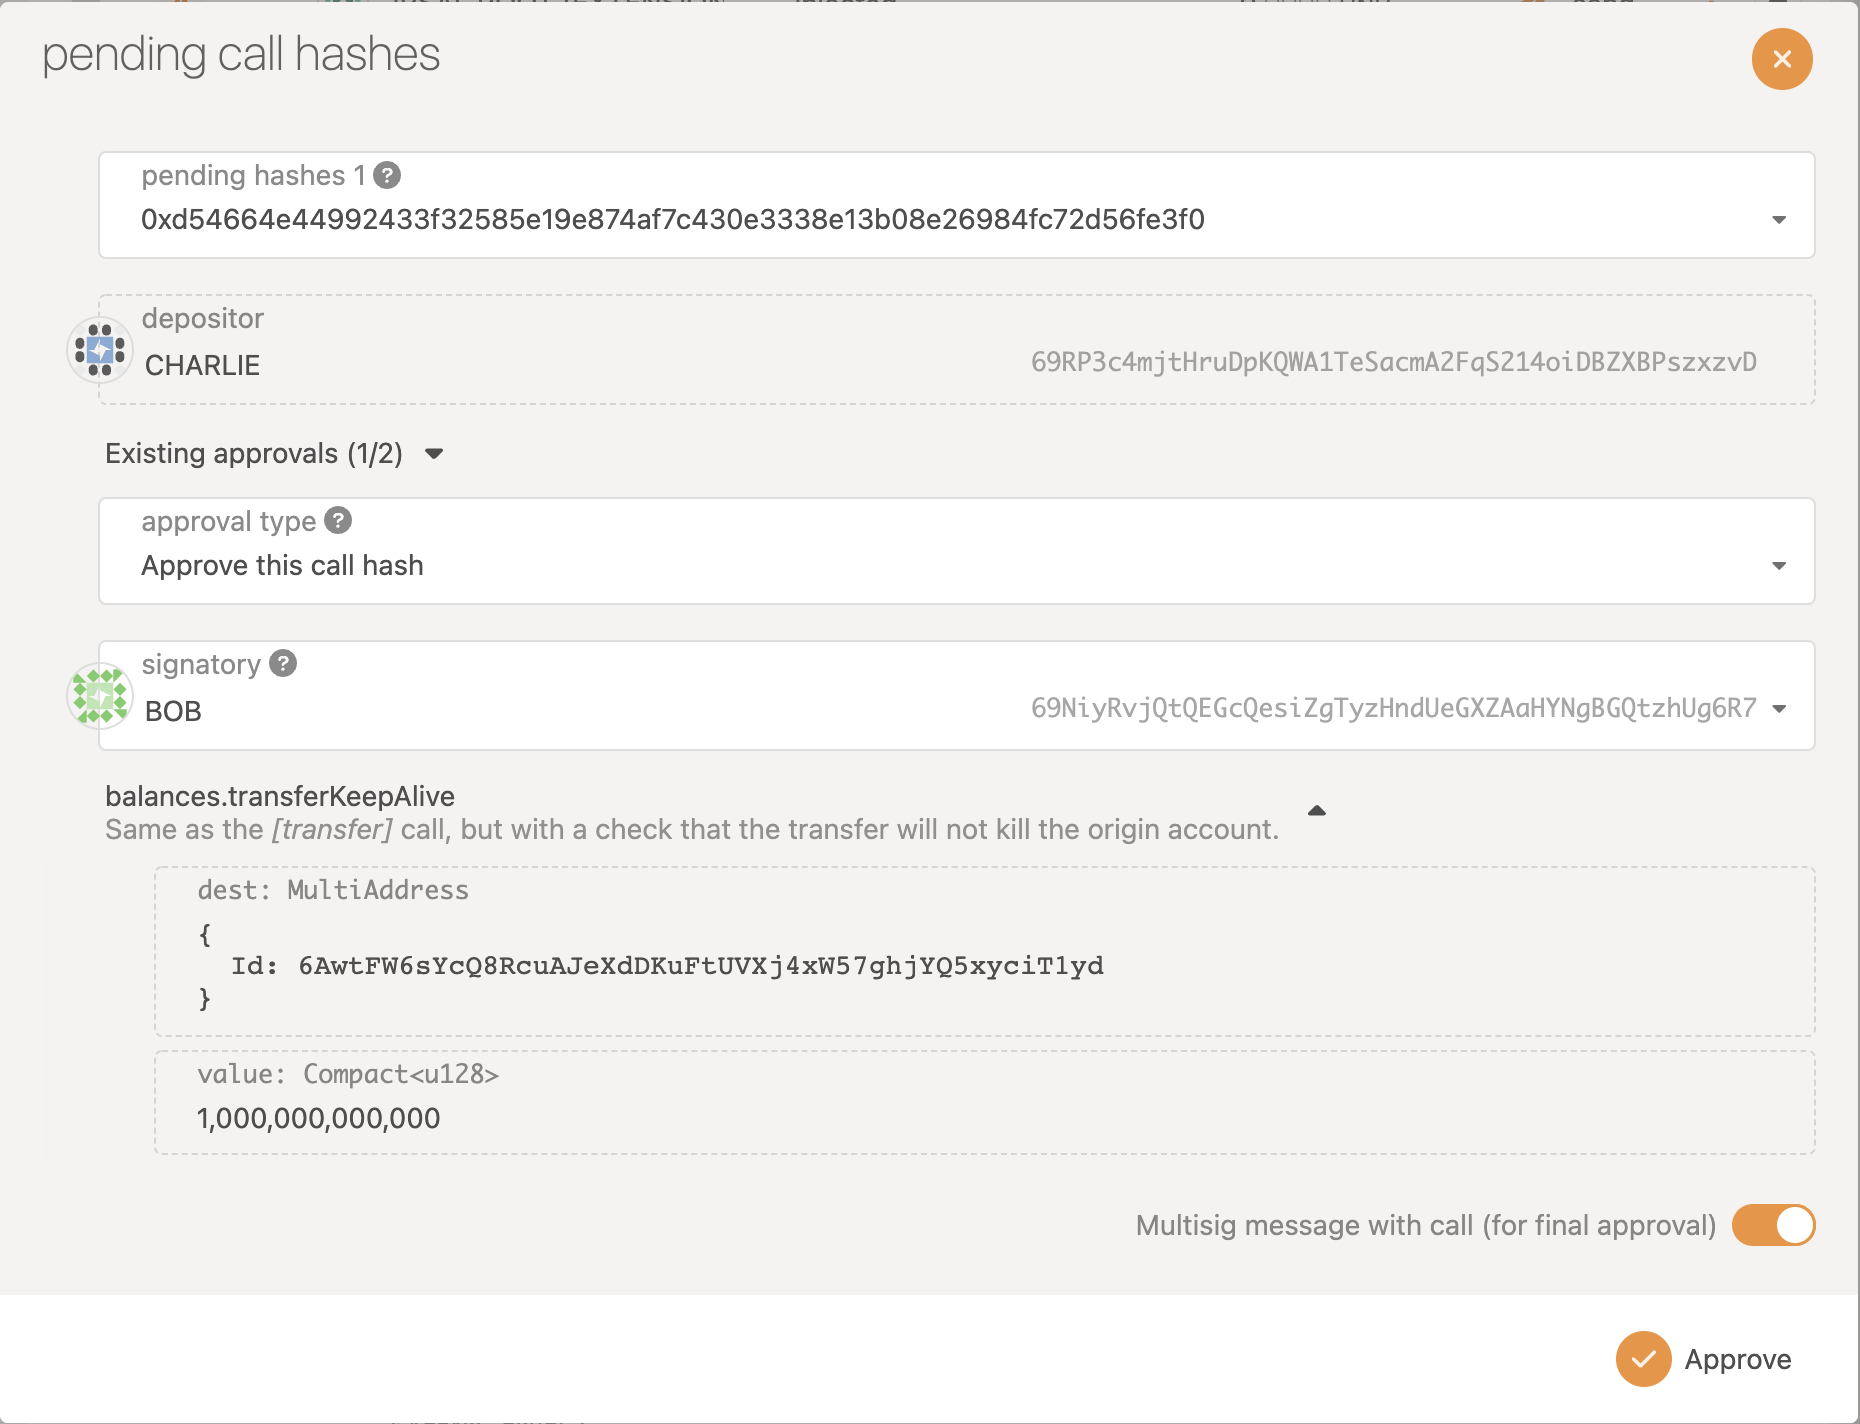 pending call hashes
pending hashes 1
0xd54664e44992433f32585e19e874af7c430e3338e13b08e26984fc72d56fe3f0
depositor
CHARLIE 69RP3c4mjtHruDpKQWA1TeSacmA2FqS214oiDBZXBPszxzvD
Existing approvals (1/2)
approval type
Approve this call hash
signatory
BOB 69NiyRvjQtQEGcQesiZgTyzHndUeGXZAaHYNgBGQtzhUg6R7
balances.transferKeepAlive
Same as the [transfer] call, but with a check that the transfer will not kill the origin account.
dest: MultiAddress
{
Id: 6AwtFW6sYcQ8RcuAJeXdDKuFtUVXj4xW57ghjYQ5xyciT1yd
}
value: Compact<u128>
1,000,000,000,000
Multisig message with call (for final approval)
Approve